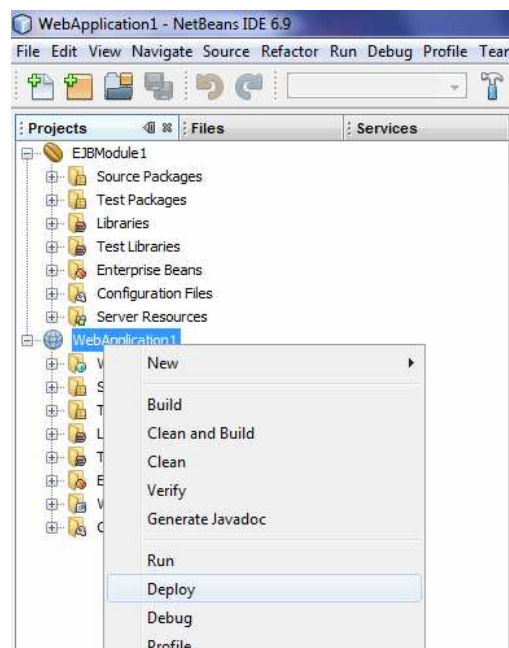 WebApplication1 - NetBeans IDE 6.9
File Edit View Navigate Source Refactor Run Debug Profile Tear
Projects Files Services
EJBModule1
Source Packages
Test Packages
Libraries
Test Libraries
Enterprise Beans
Configuration Files
Server Resources
WebApplication1
New
Build
Clean and Build
Clean
Verify
Generate Javadoc
Run
Deploy
Debug
Profile